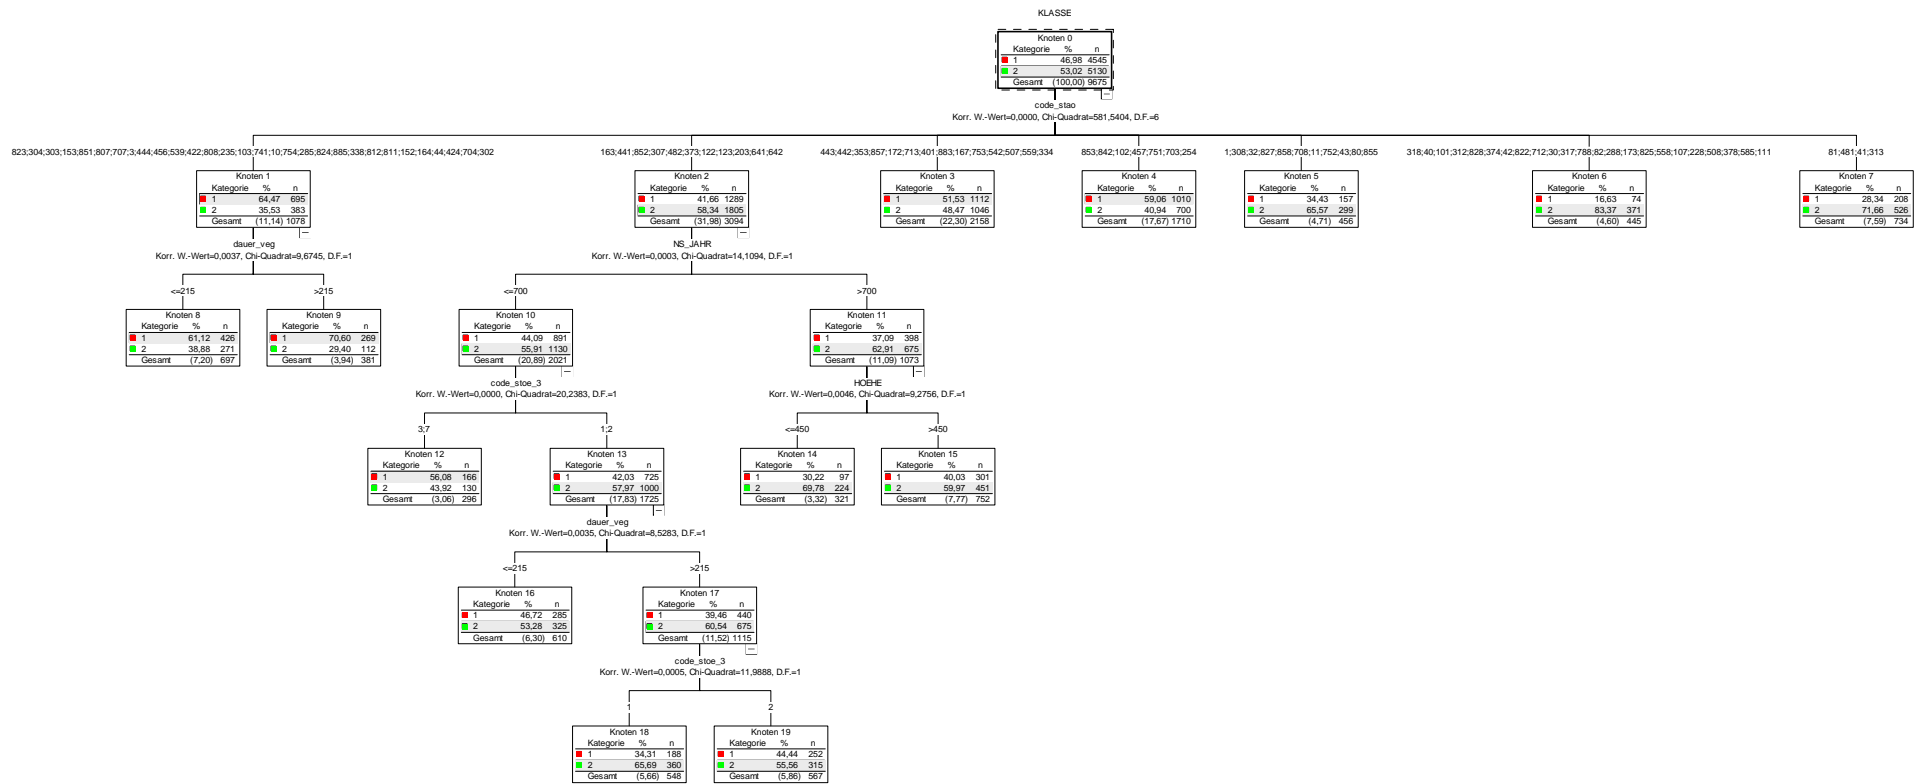 KLASSE
Knoten 0
Kategorie % n
1 46,98 4545
2 53,02 5130
Gesamt (100,00) 9675
code_stao
Korr. W.-Wert=0,0000, Chi-Quadrat=581,5404, D.F.=6
823;304;303;153;851;807;707;3;444;456;539;422;808;235;103;741;10;754;285;824;885;338;812;811;152;164;44;424;704;302
163;441;852;307;482;373;122;123;203;641;642
443;442;353;857;172;713;401;883;167;753;542;507;559;334
853;842;102;457;751;703;254
1;308;32;827;858;708;11;752;43;80;855
318;40;101;312;828;374;42;822;712;30;317;788;82;288;173;825;558;107;228;508;378;585;111
81;481;41;313
Knoten 1
Kategorie % n
1 64,47 695
2 35,53 383
Gesamt (11,14) 1078
Knoten 2
Kategorie % n
1 41,66 1289
2 58,34 1805
Gesamt (31,98) 3094
Knoten 3
Kategorie % n
1 51,53 1112
2 48,47 1046
Gesamt (22,30) 2158
Knoten 4
Kategorie % n
1 59,06 1010
2 40,94 700
Gesamt (17,67) 1710
Knoten 5
Kategorie % n
1 34,43 157
2 65,57 299
Gesamt (4,71) 456
Knoten 6
Kategorie % n
1 16,63 74
2 83,37 371
Gesamt (4,60) 445
Knoten 7
Kategorie % n
1 28,34 208
2 71,66 526
Gesamt (7,59) 734
dauer_veg
Korr. W.-Wert=0,0037, Chi-Quadrat=9,6745, D.F.=1
NS_JAHR
Korr. W.-Wert=0,0003, Chi-Quadrat=14,1094, D.F.=1
<=215
>215
<=700
>700
Knoten 8
Kategorie % n
1 61,12 426
2 38,88 271
Gesamt (7,20) 697
Knoten 9
Kategorie % n
1 70,60 269
2 29,40 112
Gesamt (3,94) 381
Knoten 10
Kategorie % n
1 44,09 891
2 55,91 1130
Gesamt (20,89) 2021
Knoten 11
Kategorie % n
1 37,09 398
2 62,91 675
Gesamt (11,09) 1073
code_stoe_3
Korr. W.-Wert=0,0000, Chi-Quadrat=20,2383, D.F.=1
HOEHE
Korr. W.-Wert=0,0046, Chi-Quadrat=9,2756, D.F.=1
3;7
1;2
<=450
>450
Knoten 12
Kategorie % n
1 56,08 166
2 43,92 130
Gesamt (3,06) 296
Knoten 13
Kategorie % n
1 42,03 725
2 57,97 1000
Gesamt (17,83) 1725
Knoten 14
Kategorie % n
1 30,22 97
2 69,78 224
Gesamt (3,32) 321
Knoten 15
Kategorie % n
1 40,03 301
2 59,97 451
Gesamt (7,77) 752
dauer_veg
Korr. W.-Wert=0,0035, Chi-Quadrat=8,5283, D.F.=1
<=215
>215
Knoten 16
Kategorie % n
1 46,72 285
2 53,28 325
Gesamt (6,30) 610
Knoten 17
Kategorie % n
1 39,46 440
2 60,54 675
Gesamt (11,52) 1115
code_stoe_3
Korr. W.-Wert=0,0005, Chi-Quadrat=11,9888, D.F.=1
1
2
Knoten 18
Kategorie % n
1 34,31 188
2 65,69 360
Gesamt (5,66) 548
Knoten 19
Kategorie % n
1 44,44 252
2 55,56 315
Gesamt (5,86) 567